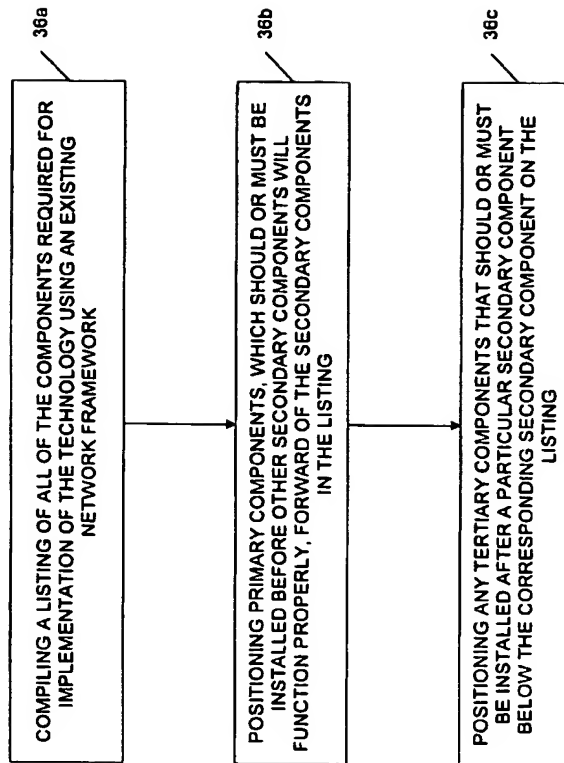 36a
COMPILING A LISTING OF ALL OF THE COMPONENTS REQUIRED FOR
IMPLEMENTATION OF THE TECHNOLOGY USING AN EXISTING
NETWORK FRAMEWORK
36b
POSITIONING PRIMARY COMPONENTS, WHICH SHOULD OR MUST BE
INSTALLED BEFORE OTHER SECONDARY COMPONENTS WILL
FUNCTION PROPERLY, FORWARD OF THE SECONDARY COMPONENTS
IN THE LISTING
36c
POSITIONING ANY TERTIARY COMPONENTS THAT SHOULD OR MUST
BE INSTALLED AFTER A PARTICULAR SECONDARY COMPONENT
BELOW THE CORRESPONDING SECONDARY COMPONENT ON THE
LISTING